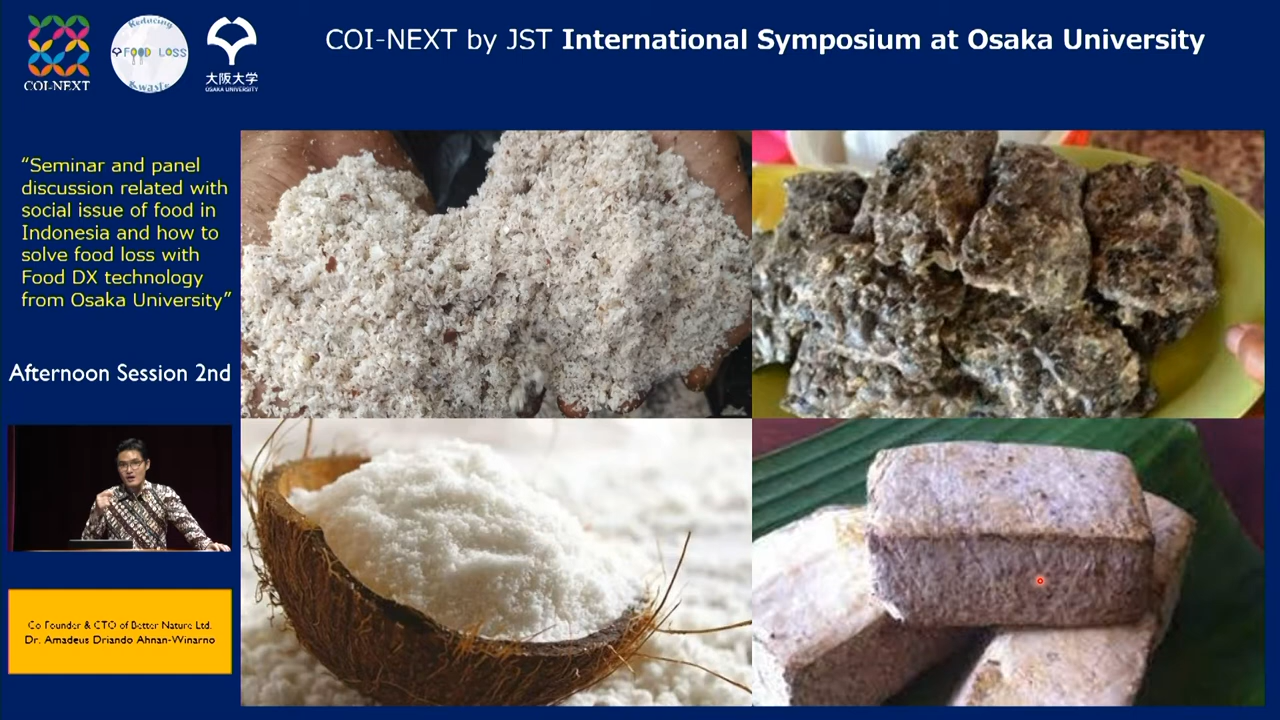 COI-NEXT by JST International Symposium at Osaka University
COI-NEXT
Reducing
FOOD LOSS
& Waste
大阪大学
OSAKA UNIVERSITY
“Seminar and panel
discussion related with
social issue of food in
Indonesia and how to
solve food loss with
Food DX technology
from Osaka University”
Afternoon Session 2nd
Co Founder & CTO of Better Nature Ltd.
Dr. Amadeus Driando Ahnan-Winarno